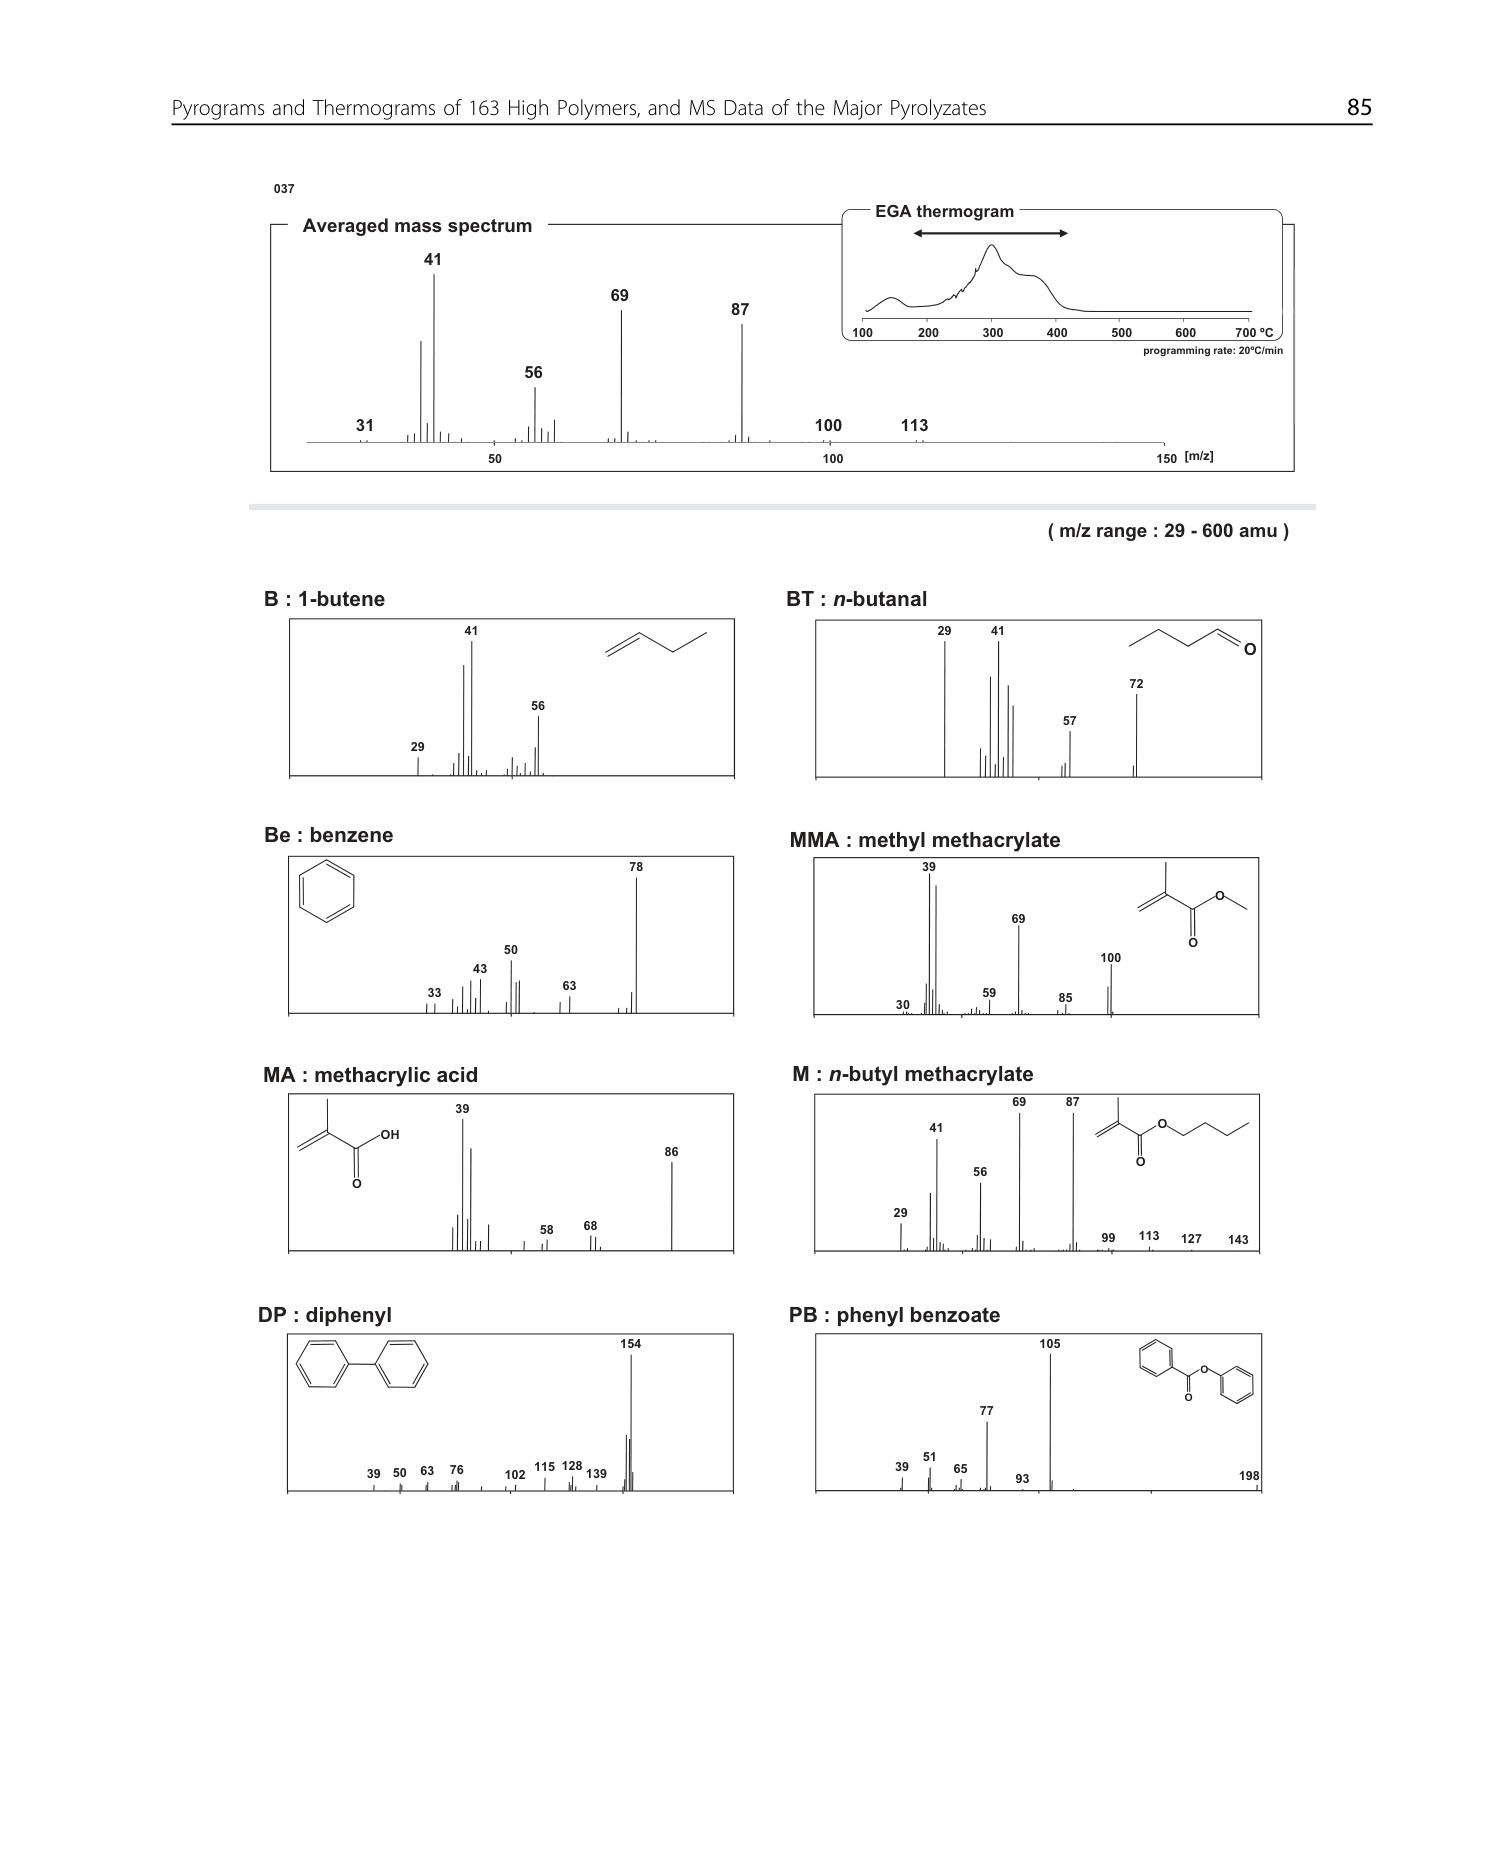 Pyrograms and Thermograms of 163 High Polymers, and MS Data of the Major Pyrolyzates 85
037
Averaged mass spectrum
EGA thermogram
41
69
87
56
31
100
113
50
100
150 [m/z]
100 200 300 400 500 600 700 ºC
programming rate: 20ºC/min
( m/z range : 29 - 600 amu )
B : 1-butene
41
56
29
BT : n-butanal
29 41
72
57
O
Be : benzene
78
50
43
63
33
MMA : methyl methacrylate
39
69
100
59
85
30
O
O
MA : methacrylic acid
39
86
68
58
OH
O
M : n-butyl methacrylate
69 87
41
56
29
99 113 127 143
O
O
DP : diphenyl
154
39 50 63 76 102 115 128 139
PB : phenyl benzoate
105
77
51
39 65
93
198
O
O